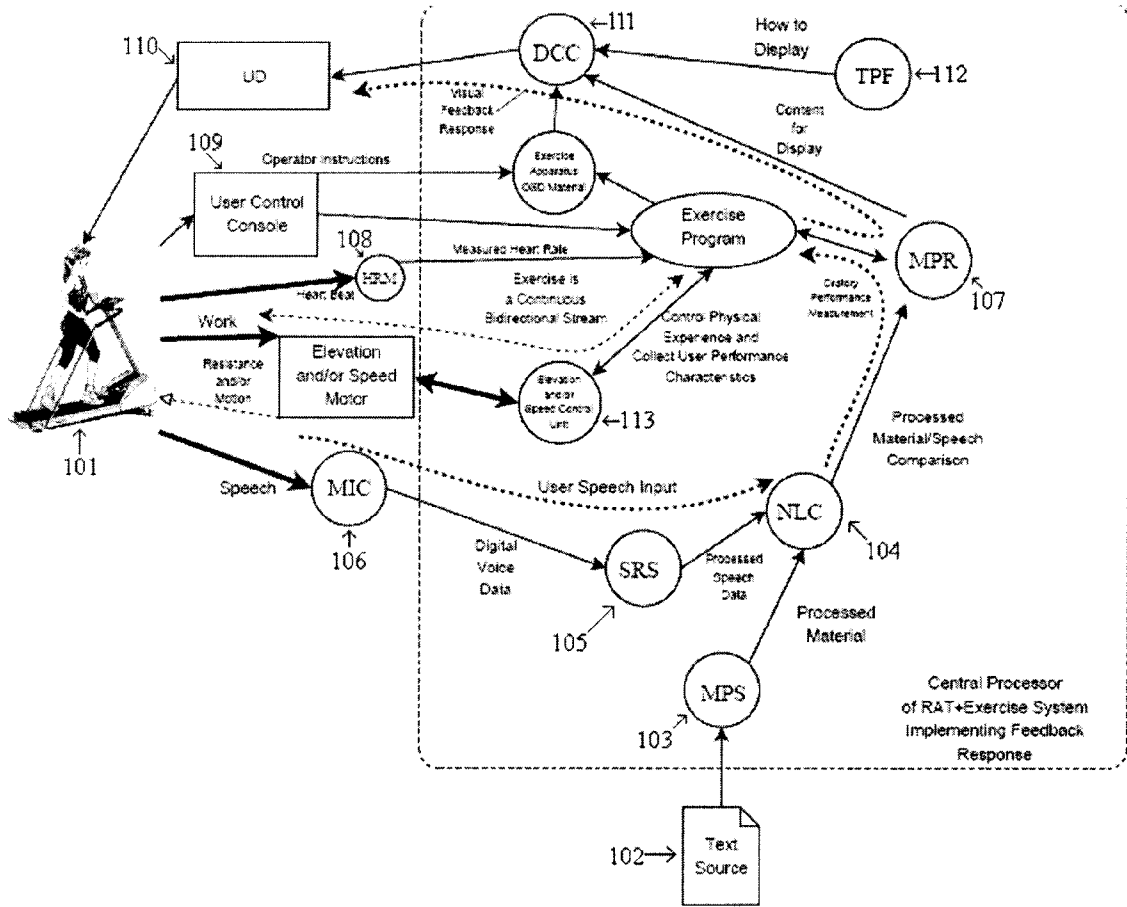 110
UD
←111
DCC
How to
Display
TPF
←112
Visual
Feedback
Response
Content
for
Display
109
Operator Instructions
User Control
Console
Exercise
Apparatus
OBD Material
Exercise
Program
MPR
107
108
HRM
Heart Beat
Measured Heart Rate
Exercise is
a Continuous
Bidirectional Stream
Oratory
Performance
Measurement
Work
Resistance
and/or
Motion
Elevation
and/or Speed
Motor
Control Physical
Experience and
Collect User Performance
Characteristics
Elevation
and/or
Speed Control
Unit
←113
101
Speech
MIC
106
User Speech Input
Processed
Material/Speech
Comparison
NLC
104
Digital
Voice
Data
SRS
105
Processed
Speech
Data
Processed
Material
MPS
103
Central Processor
of RAT+Exercise System
Implementing Feedback
Response
102→
Text
Source